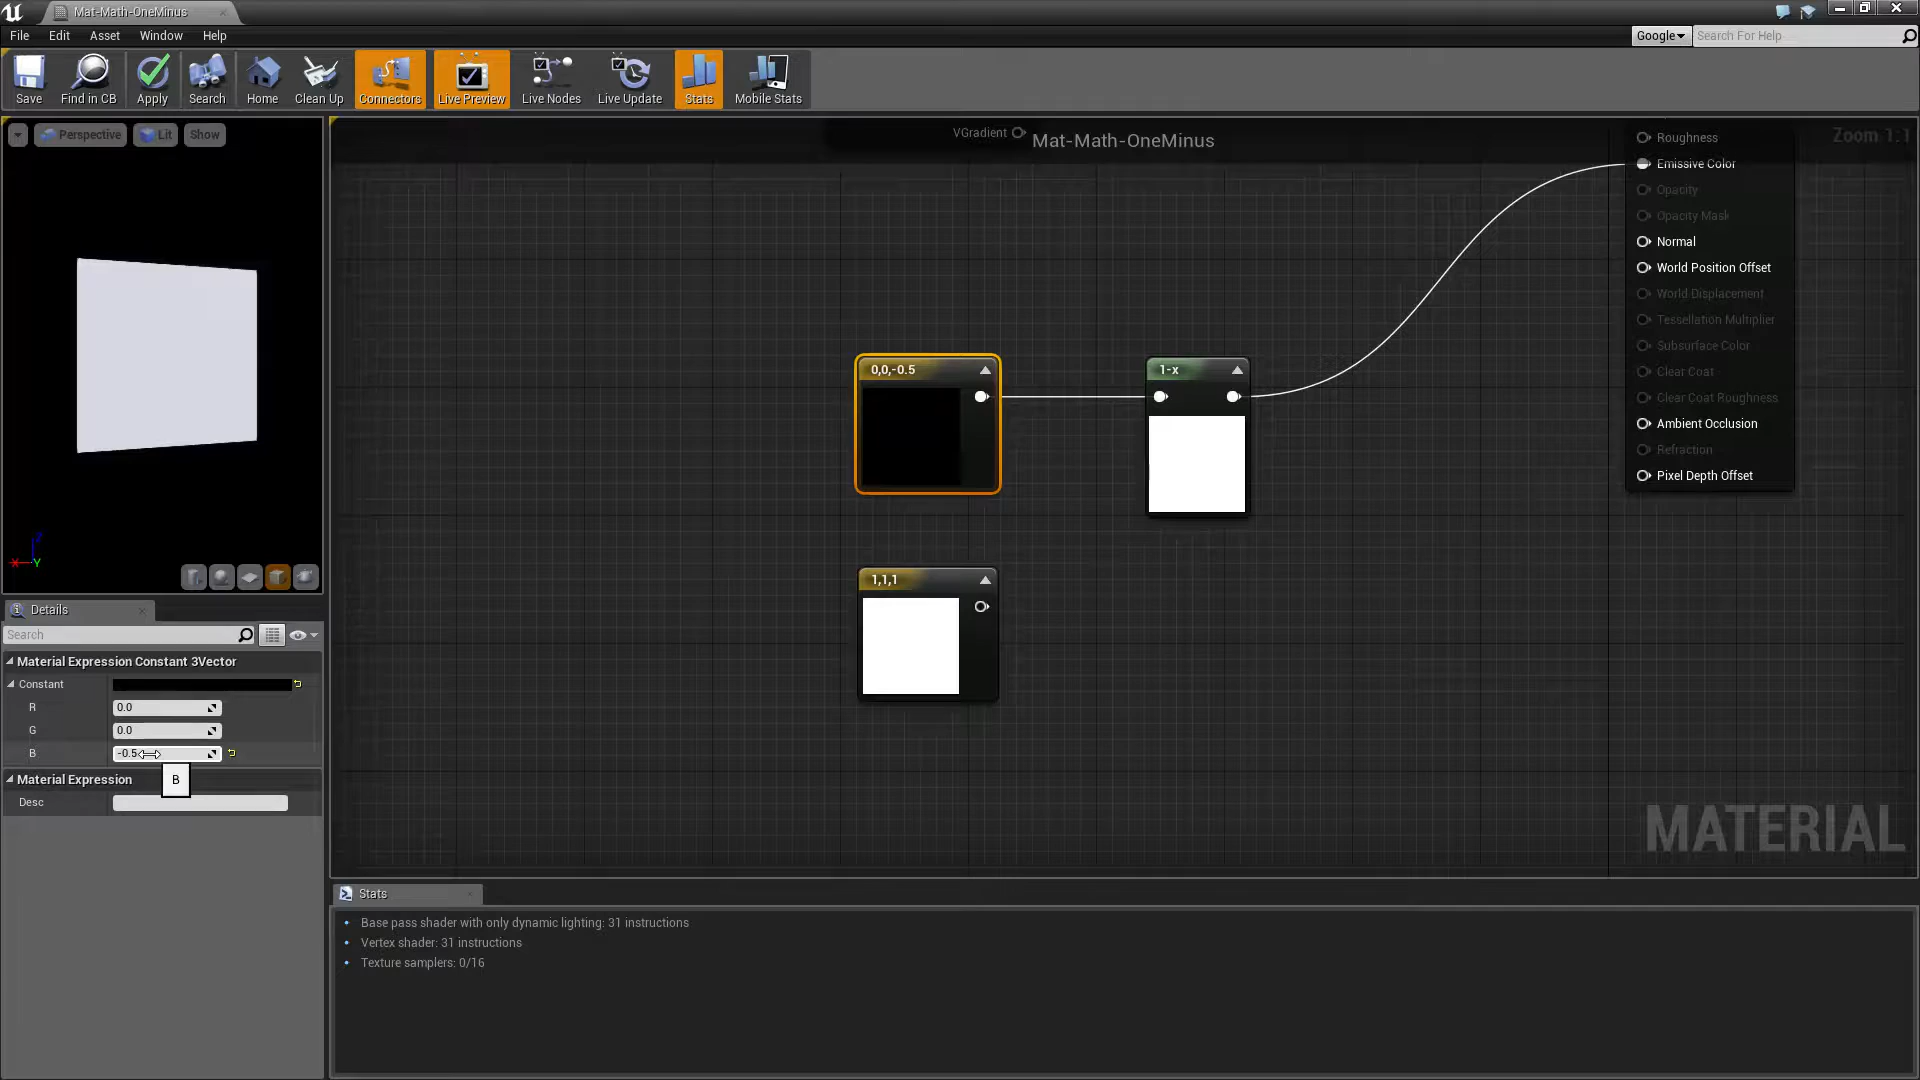 Mat-Math-OneMinus
File Edit Asset Window Help
Google
Search For Help
Save
Find in CB
Apply
Search
Home
Clean Up
Connectors
Live Preview
Live Nodes
Live Update
Stats
Mobile Stats
Perspective
Lit
Show
VGradient
Mat-Math-OneMinus
Zoom 1:1
Roughness
Emissive Color
Opacity
Opacity Mask
Normal
World Position Offset
World Displacement
Tessellation Multiplier
Subsurface Color
Clear Coat
Clear Coat Roughness
Ambient Occlusion
Refraction
Pixel Depth Offset
0,0,-0.5
1-x
1,1,1
MATERIAL
Z
X
Y
Details
Search
Material Expression Constant 3Vector
Constant
R 0.0
G 0.0
B -0.5
B
Material Expression
Desc
Stats
Base pass shader with only dynamic lighting: 31 instructions
Vertex shader: 31 instructions
Texture samplers: 0/16